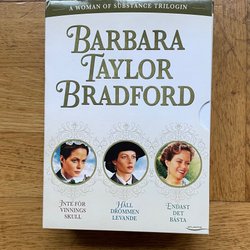 A WOMAN OF SUBSTANCE TRILOGIN
BARBARA
TAYLOR
BRADFORD
INTE FÖR
VINNINGS
SKULL
HÅLL
DRÖMMEN
LEVANDE
ENDAST
DET
BÄSTA